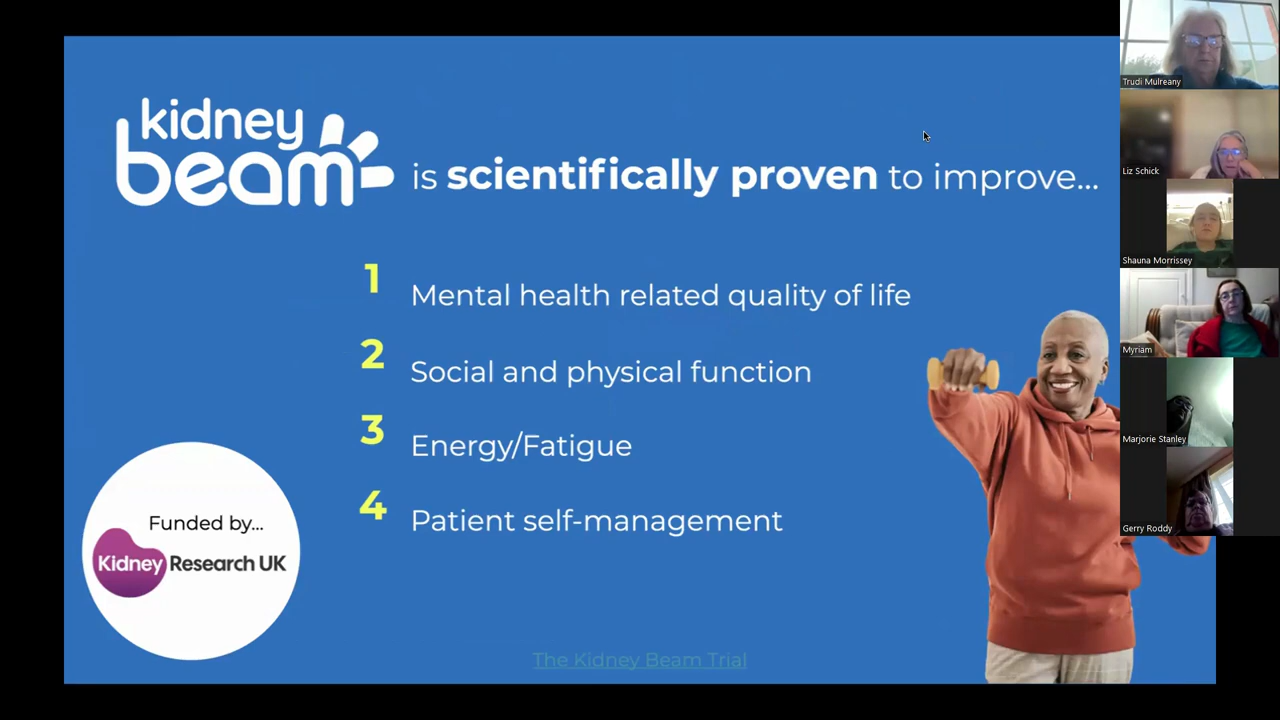 kidney
beam is scientifically proven to improve...
1 Mental health related quality of life
2 Social and physical function
3 Energy/Fatigue
4 Patient self-management
Funded by...
Kidney Research UK
The Kidney Beam Trial
Trudi Mulreany
Liz Schick
Shauna Morrissey
Myriam
Marjorie Stanley
Gerry Roddy